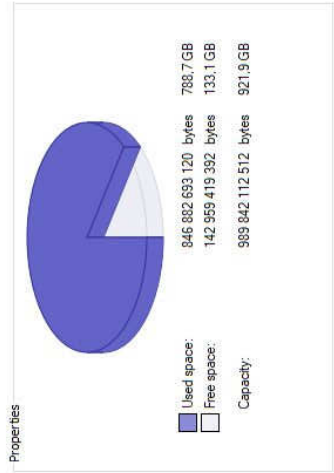 Properties
Used space: 846 882 693 120 bytes 788,7 GB
Free space: 142 959 419 392 bytes 133,1 GB
Capacity: 989 842 112 512 bytes 921,9 GB